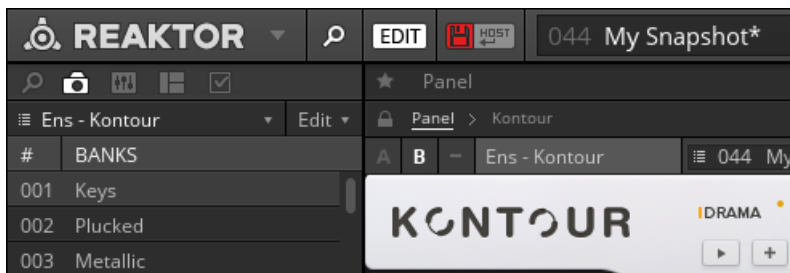 REAKTOR EDIT HOST 044 My Snapshot*
Panel
Ens - Kontour Edit Panel > Kontour
# BANKS A B - Ens - Kontour 044 My
001 Keys
002 Plucked KONTOUR DRAMA
003 Metallic